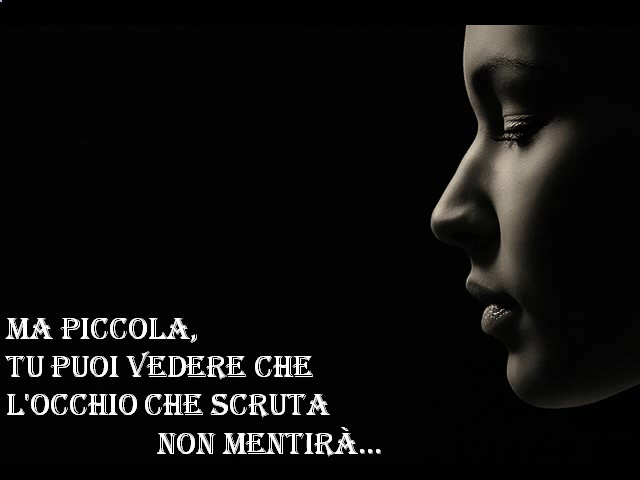 MA PICCOLA,
TU PUOI VEDERE CHE
L'OCCHIO CHE SCRUTA
NON MENTIRÀ...